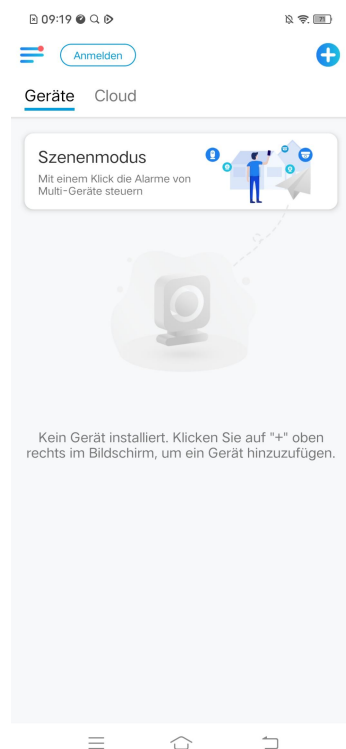 09:19
Anmelden
Geräte Cloud
Szenenmodus
Mit einem Klick die Alarme von
Multi-Geräte steuern
Kein Gerät installiert. Klicken Sie auf "+" oben
rechts im Bildschirm, um ein Gerät hinzuzufügen.